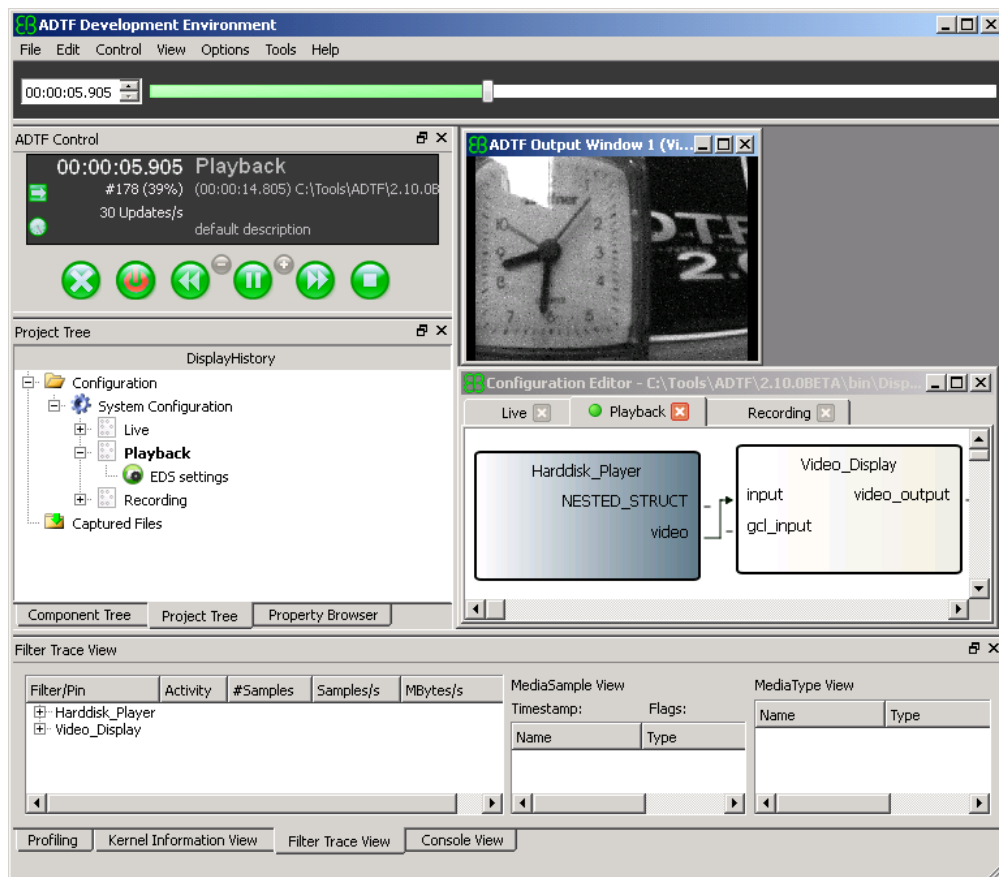 ADTF Development Environment
File Edit Control View Options Tools Help
00:00:05.905
ADTF Control
00:00:05.905 Playback
#178 (39%) (00:00:14.805) C:\Tools\ADTF\2.10.0B
30 Updates/s
default description
Project Tree
DisplayHistory
Configuration
System Configuration
Live
Playback
EDS settings
Recording
Captured Files
Component Tree Project Tree Property Browser
ADTF Output Window 1 (Vi...
Configuration Editor - C:\Tools\ADTF\2.10.0BETA\bin\Disp...
Live Playback Recording
Harddisk_Player
NESTED_STRUCT
video
Video_Display
input video_output
gcl_input
Filter Trace View
Filter/Pin Activity #Samples Samples/s MBytes/s
Harddisk_Player
Video_Display
MediaSample View
Timestamp: Flags:
Name Type
MediaType View
Name Type
Profiling Kernel Information View Filter Trace View Console View